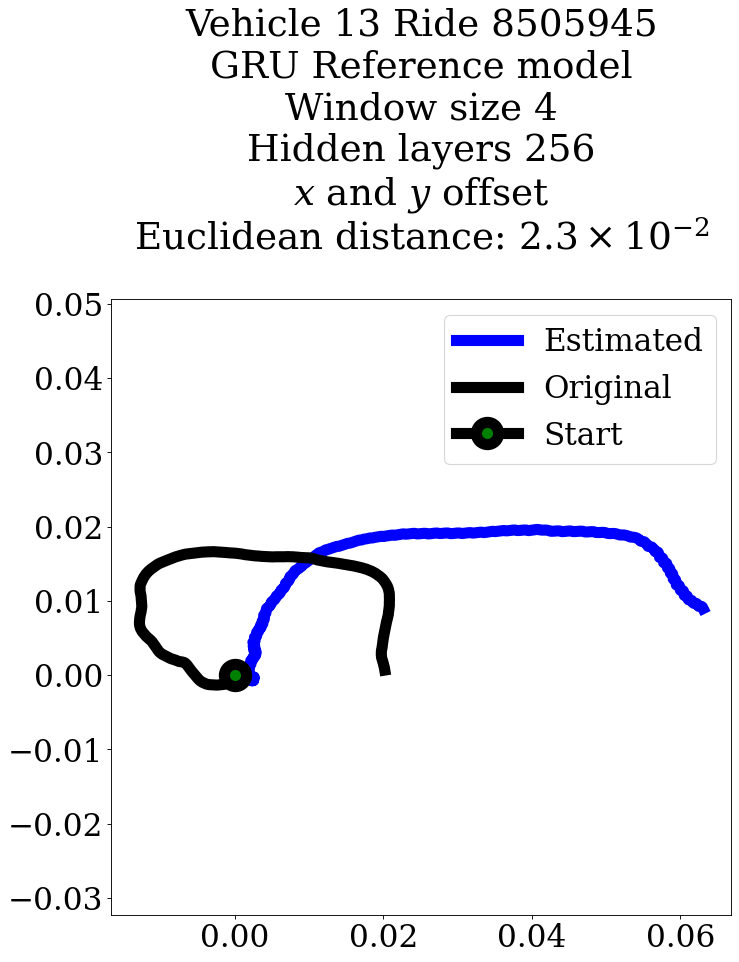 Vehicle 13 Ride 8505945
GRU Reference model
Window size 4
Hidden layers 256
x and y offset
Euclidean distance: 2.3 × 10⁻²
0.05
0.04
0.03
0.02
0.01
0.00
−0.01
−0.02
−0.03
Estimated
Original
Start
0.00 0.02 0.04 0.06